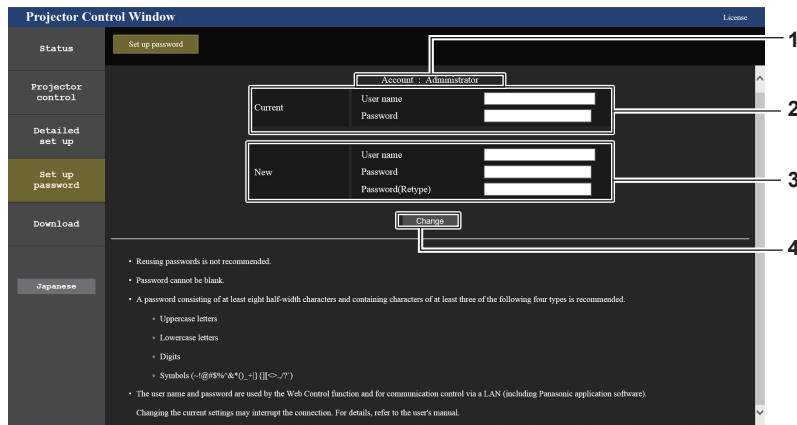 Projector Control Window
License
1
Status
Set up password
Account : Administrator
Projector
control
Current
User name
Password
2
Detailed
set up
New
User name
Password
Password(Retype)
3
Set up
password
Change
4
Download
Japanese
• Reusing passwords is not recommended.
• Password cannot be blank.
• A password consisting of at least eight half-width characters and containing characters of at least three of the following four types is recommended.
Uppercase letters
Lowercase letters
Digits
Symbols (~!@#$%^&*()_+|}{][<>.,/?`)
• The user name and password are used by the Web Control function and for communication control via a LAN (including Panasonic application software).
Changing the current settings may interrupt the connection. For details, refer to the user's manual.